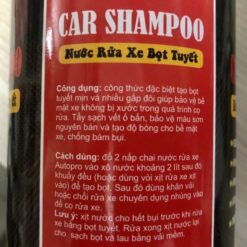 CAR SHAMPOO
Nước Rửa Xe Bọt Tuyết
Công dụng: công thức đặc biệt tạo bọt
tuyết mịn và nhiều gấp đôi giúp bảo vệ bề
mặt xe không bị xước trong quá trình cọ
rửa. Tẩy sạch vết ố bẩn, bảo vệ màu sơn
nguyên bản và tạo độ bóng cho bề mặt
xe, chống bám bụi.
Cách dùng: đổ 2 nắp chai nước rửa xe
Autopro vào xô nước khoảng 2 lít sau đó
khuấy đều (hoặc dùng vòi xịt rửa xe xịt
vào) để tạo bọt. Sau đó dùng khăn vải
hoặc chổi rửa xe chuyên dụng nhúng vào
để cọ rửa xe.
Lưu ý: xịt nước cho hết bụi trước khi rửa
xe bằng bọt tuyết. Rửa xong xịt nước lại
cho sạch bọt và lau bằng vải mềm.